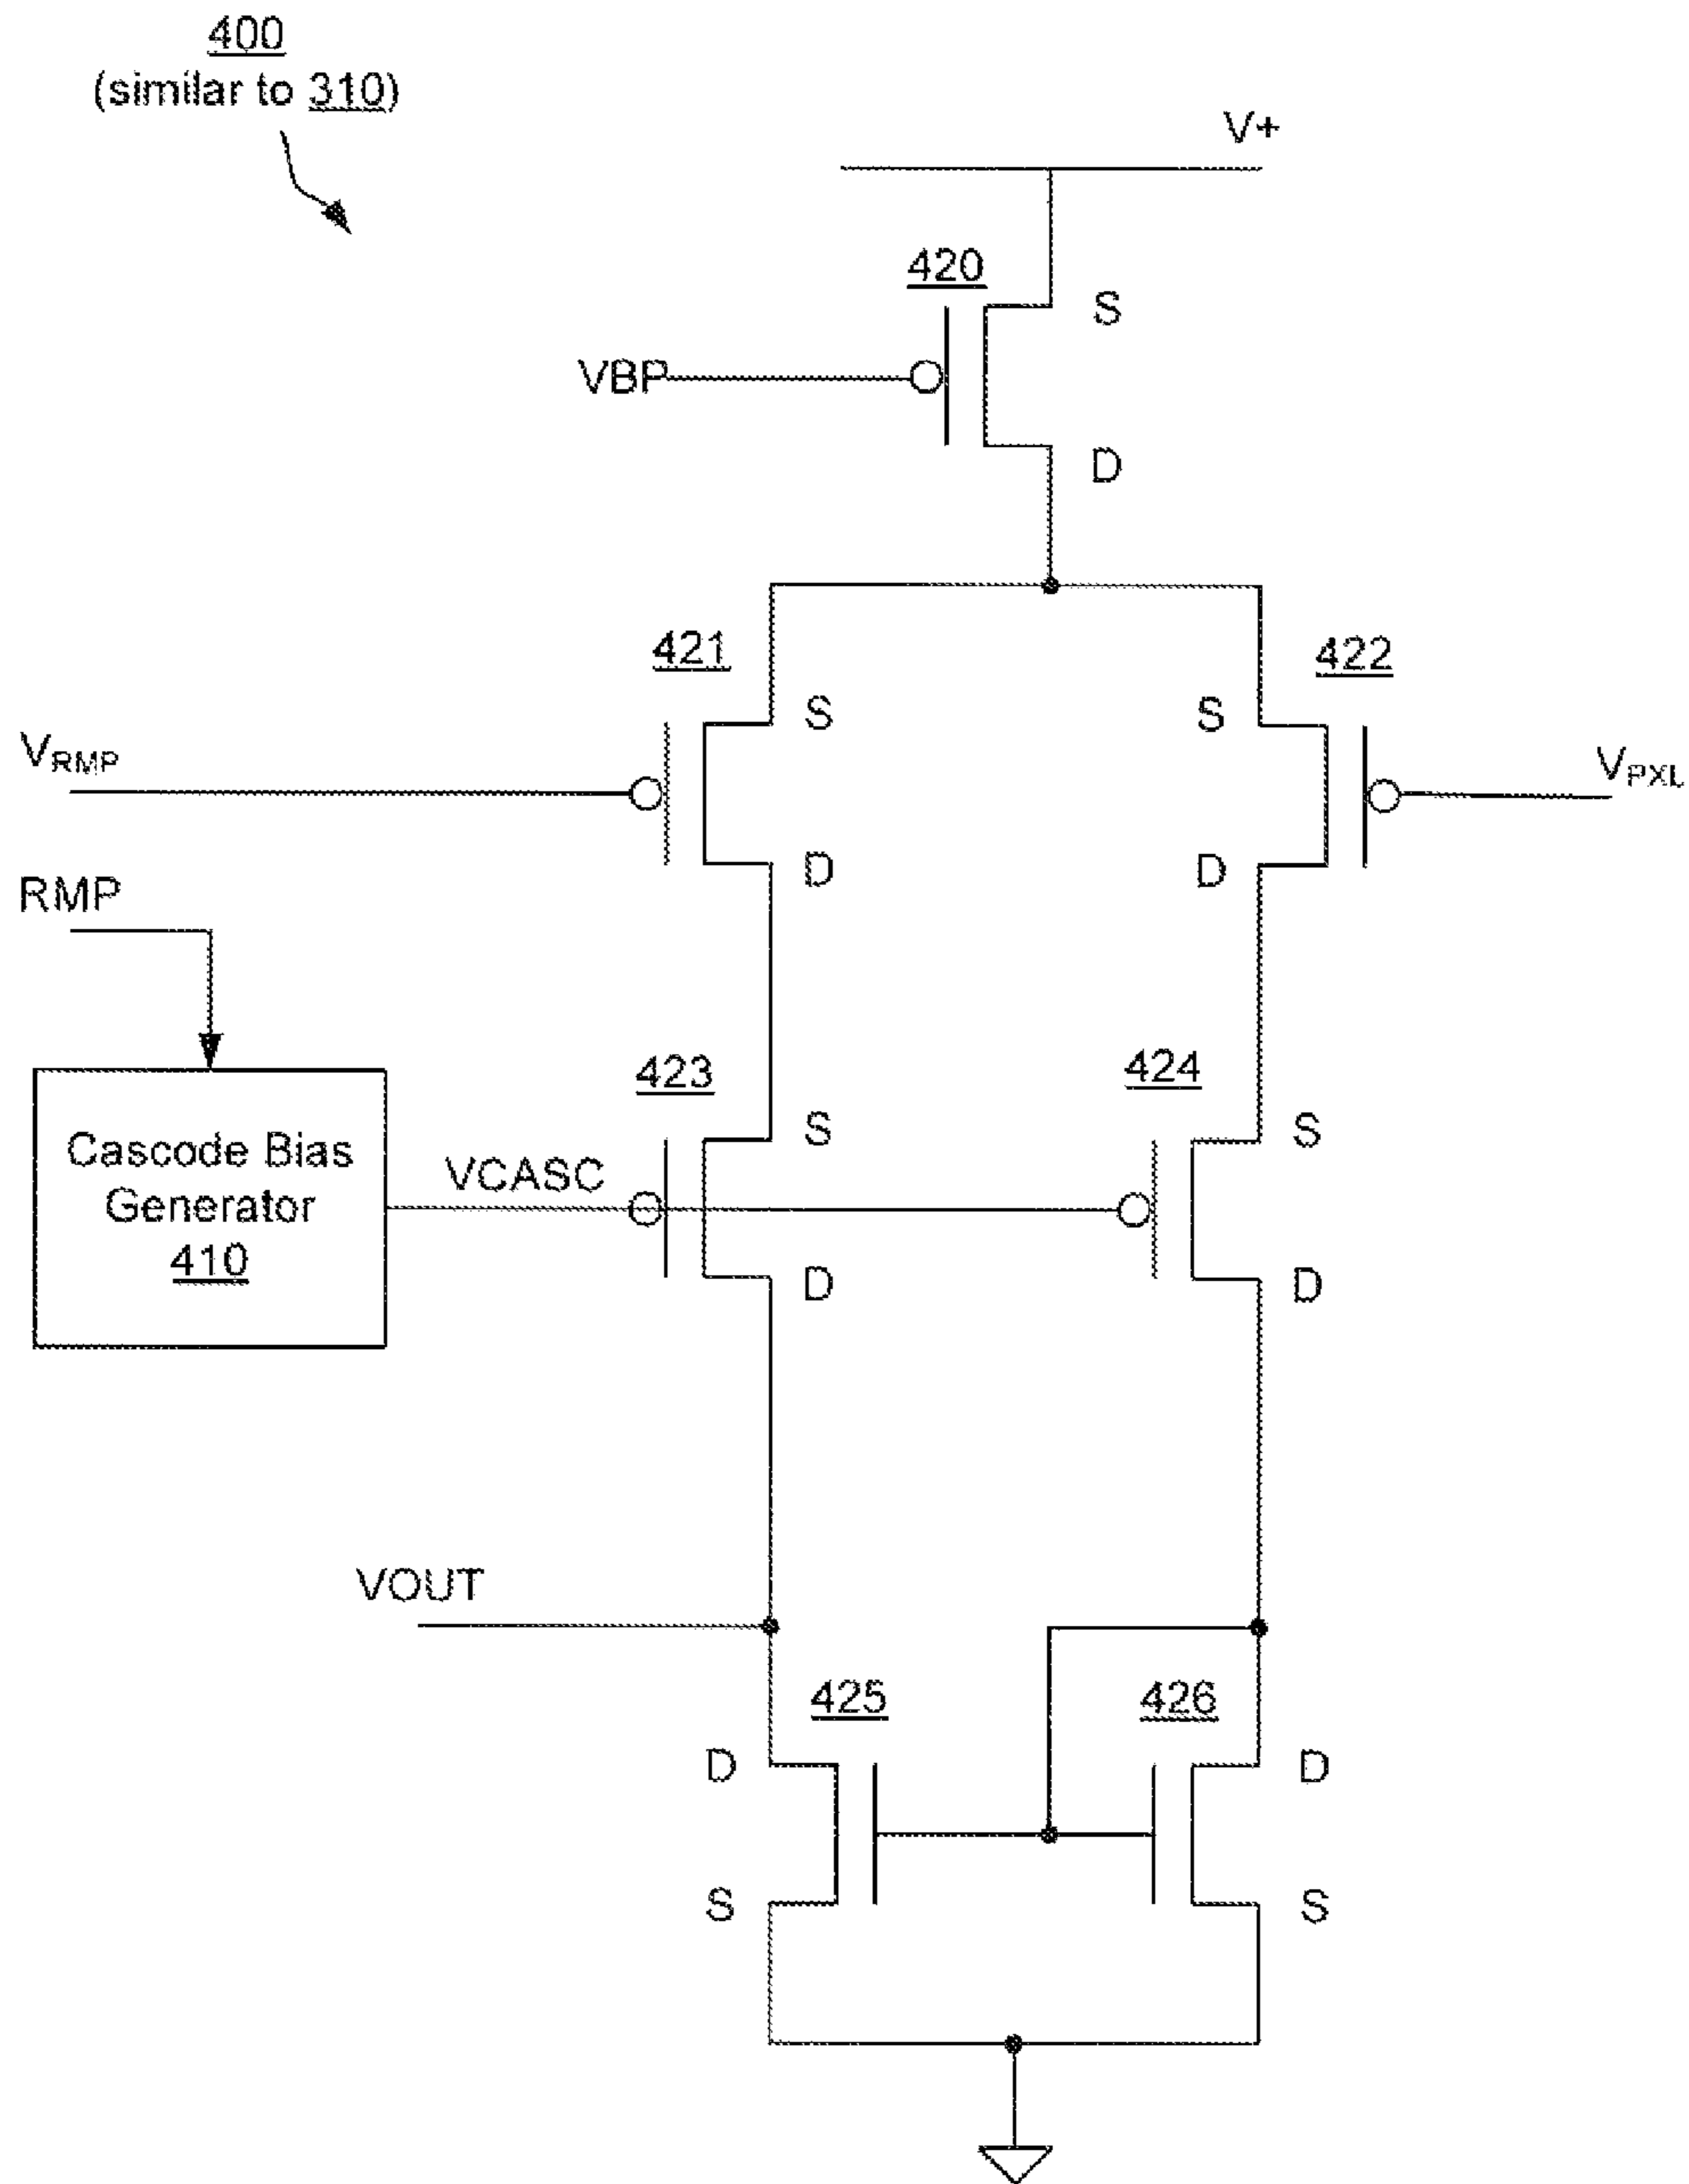 400
(similar to 310)
V+
420
S
VBP
D
421
422
S
S
VRMP
VPXL
D
D
RMP
423
424
S
S
Cascode Bias
Generator
410
VCASC
D
D
VOUT
425
426
D
D
S
S